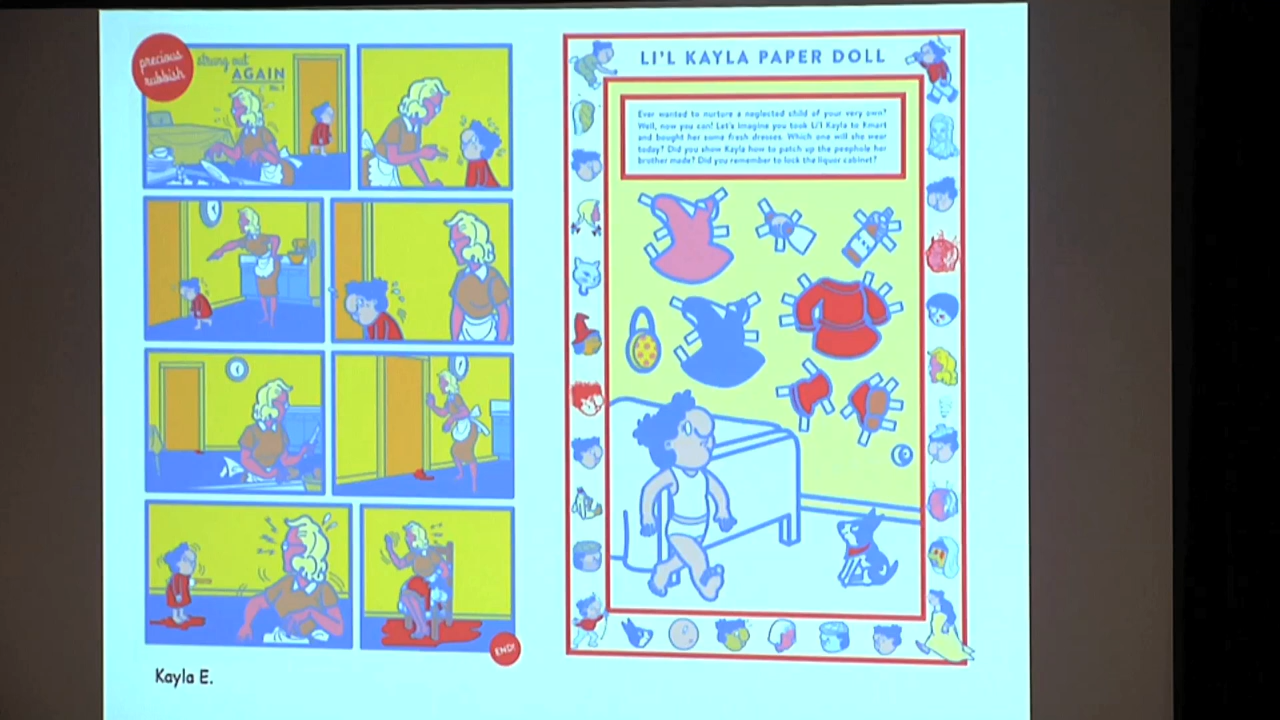 precious
rubbish
strung out
AGAIN
No. 1
END!
LI'L KAYLA PAPER DOLL
Ever wanted to nurture a neglected child of your very own?
Well, now you can! Let's imagine you took Li'l Kayla to Kmart
and bought her some fresh dresses. Which one will she wear
today? Did you show Kayla how to patch up the peephole her
brother made? Did you remember to lock the liquor cabinet?
Kayla E.